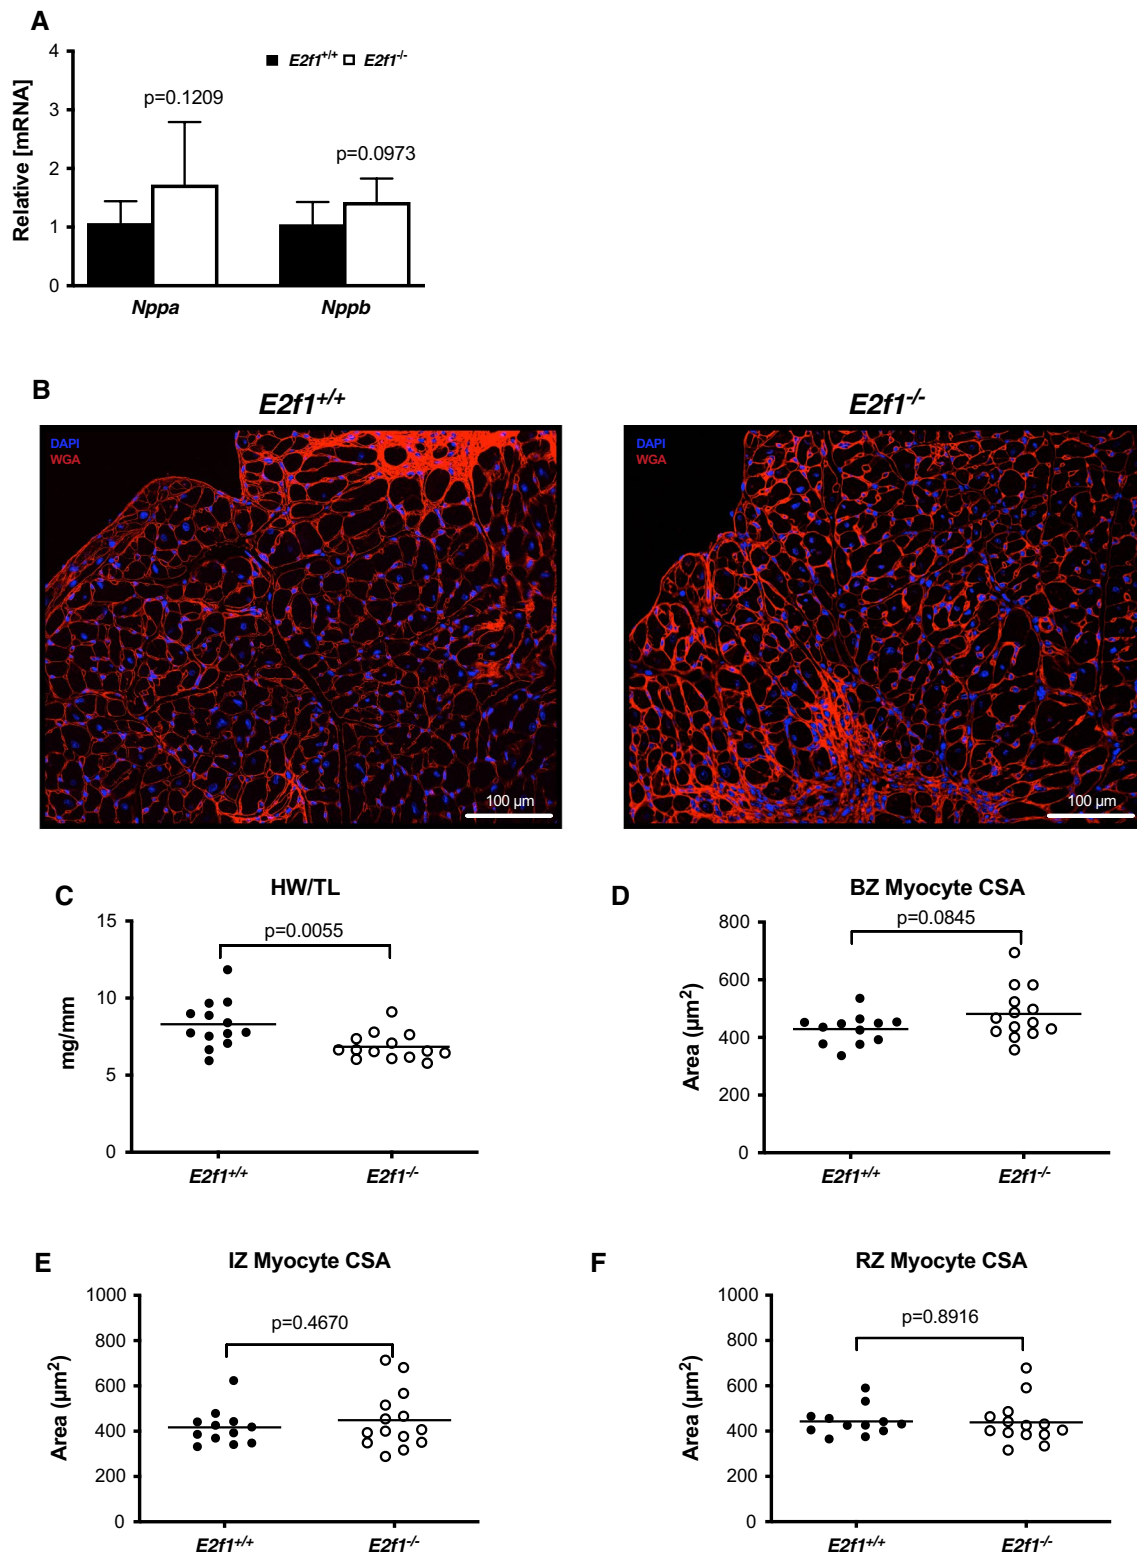 A
4
3
2
1
0
Relative [mRNA]
E2f1+/+ E2f1-/-
p=0.1209
p=0.0973
Nppa Nppb
B
E2f1+/+ E2f1-/-
DAPI
WGA
100 µm
DAPI
WGA
100 µm
C
HW/TL
p=0.0055
15
10
5
0
mg/mm
E2f1+/+ E2f1-/-
D
BZ Myocyte CSA
p=0.0845
800
600
400
200
0
Area (µm2)
E2f1+/+ E2f1-/-
E
IZ Myocyte CSA
p=0.4670
1000
800
600
400
200
0
Area (µm2)
E2f1+/+ E2f1-/-
F
RZ Myocyte CSA
p=0.8916
1000
800
600
400
200
0
Area (µm2)
E2f1+/+ E2f1-/-